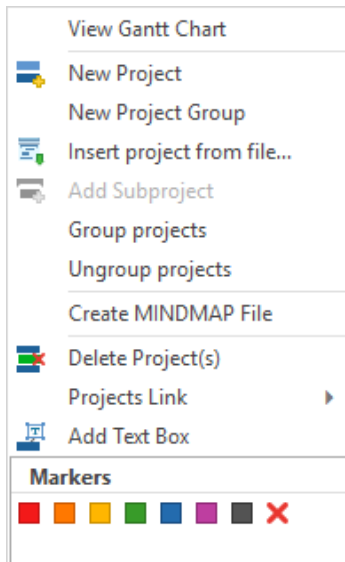 View Gantt Chart
New Project
New Project Group
Insert project from file...
Add Subproject
Group projects
Ungroup projects
Create MINDMAP File
Delete Project(s)
Projects Link
Add Text Box
Markers